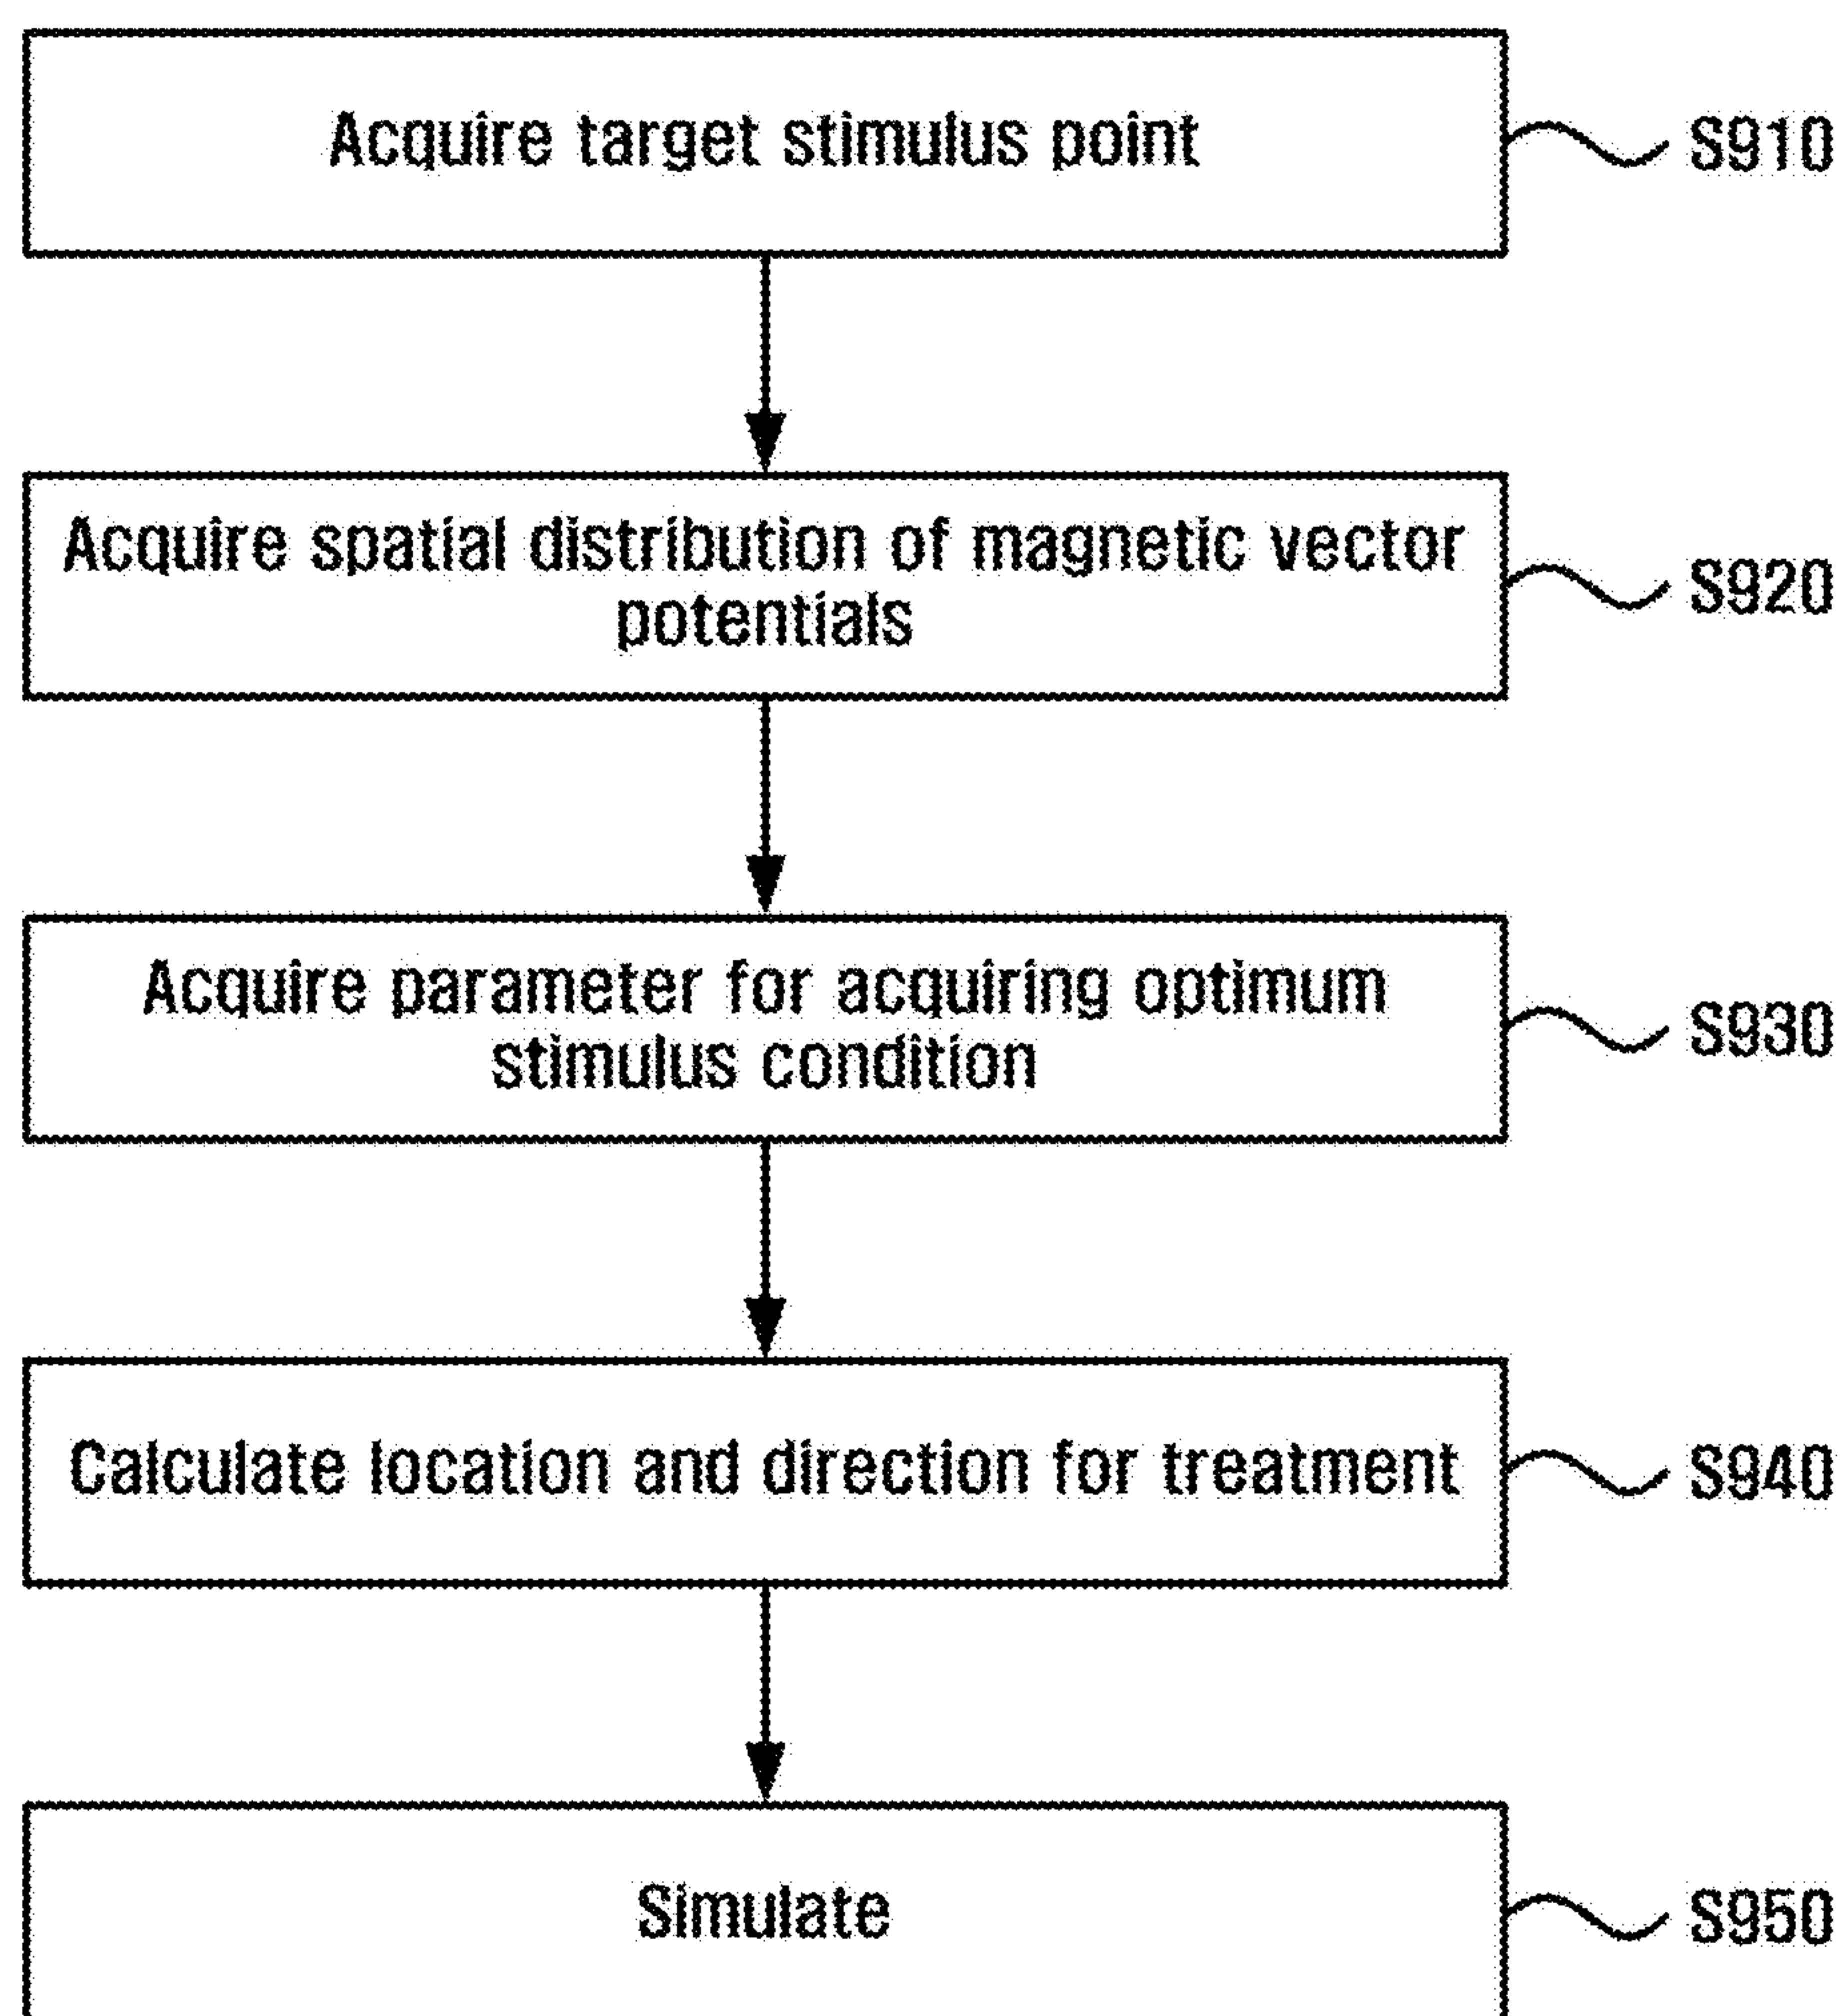 Acquire target stimulus point
S910
Acquire spatial distribution of magnetic vector
potentials
S920
Acquire parameter for acquiring optimum
stimulus condition
S930
Calculate location and direction for treatment
S940
Simulate
S950